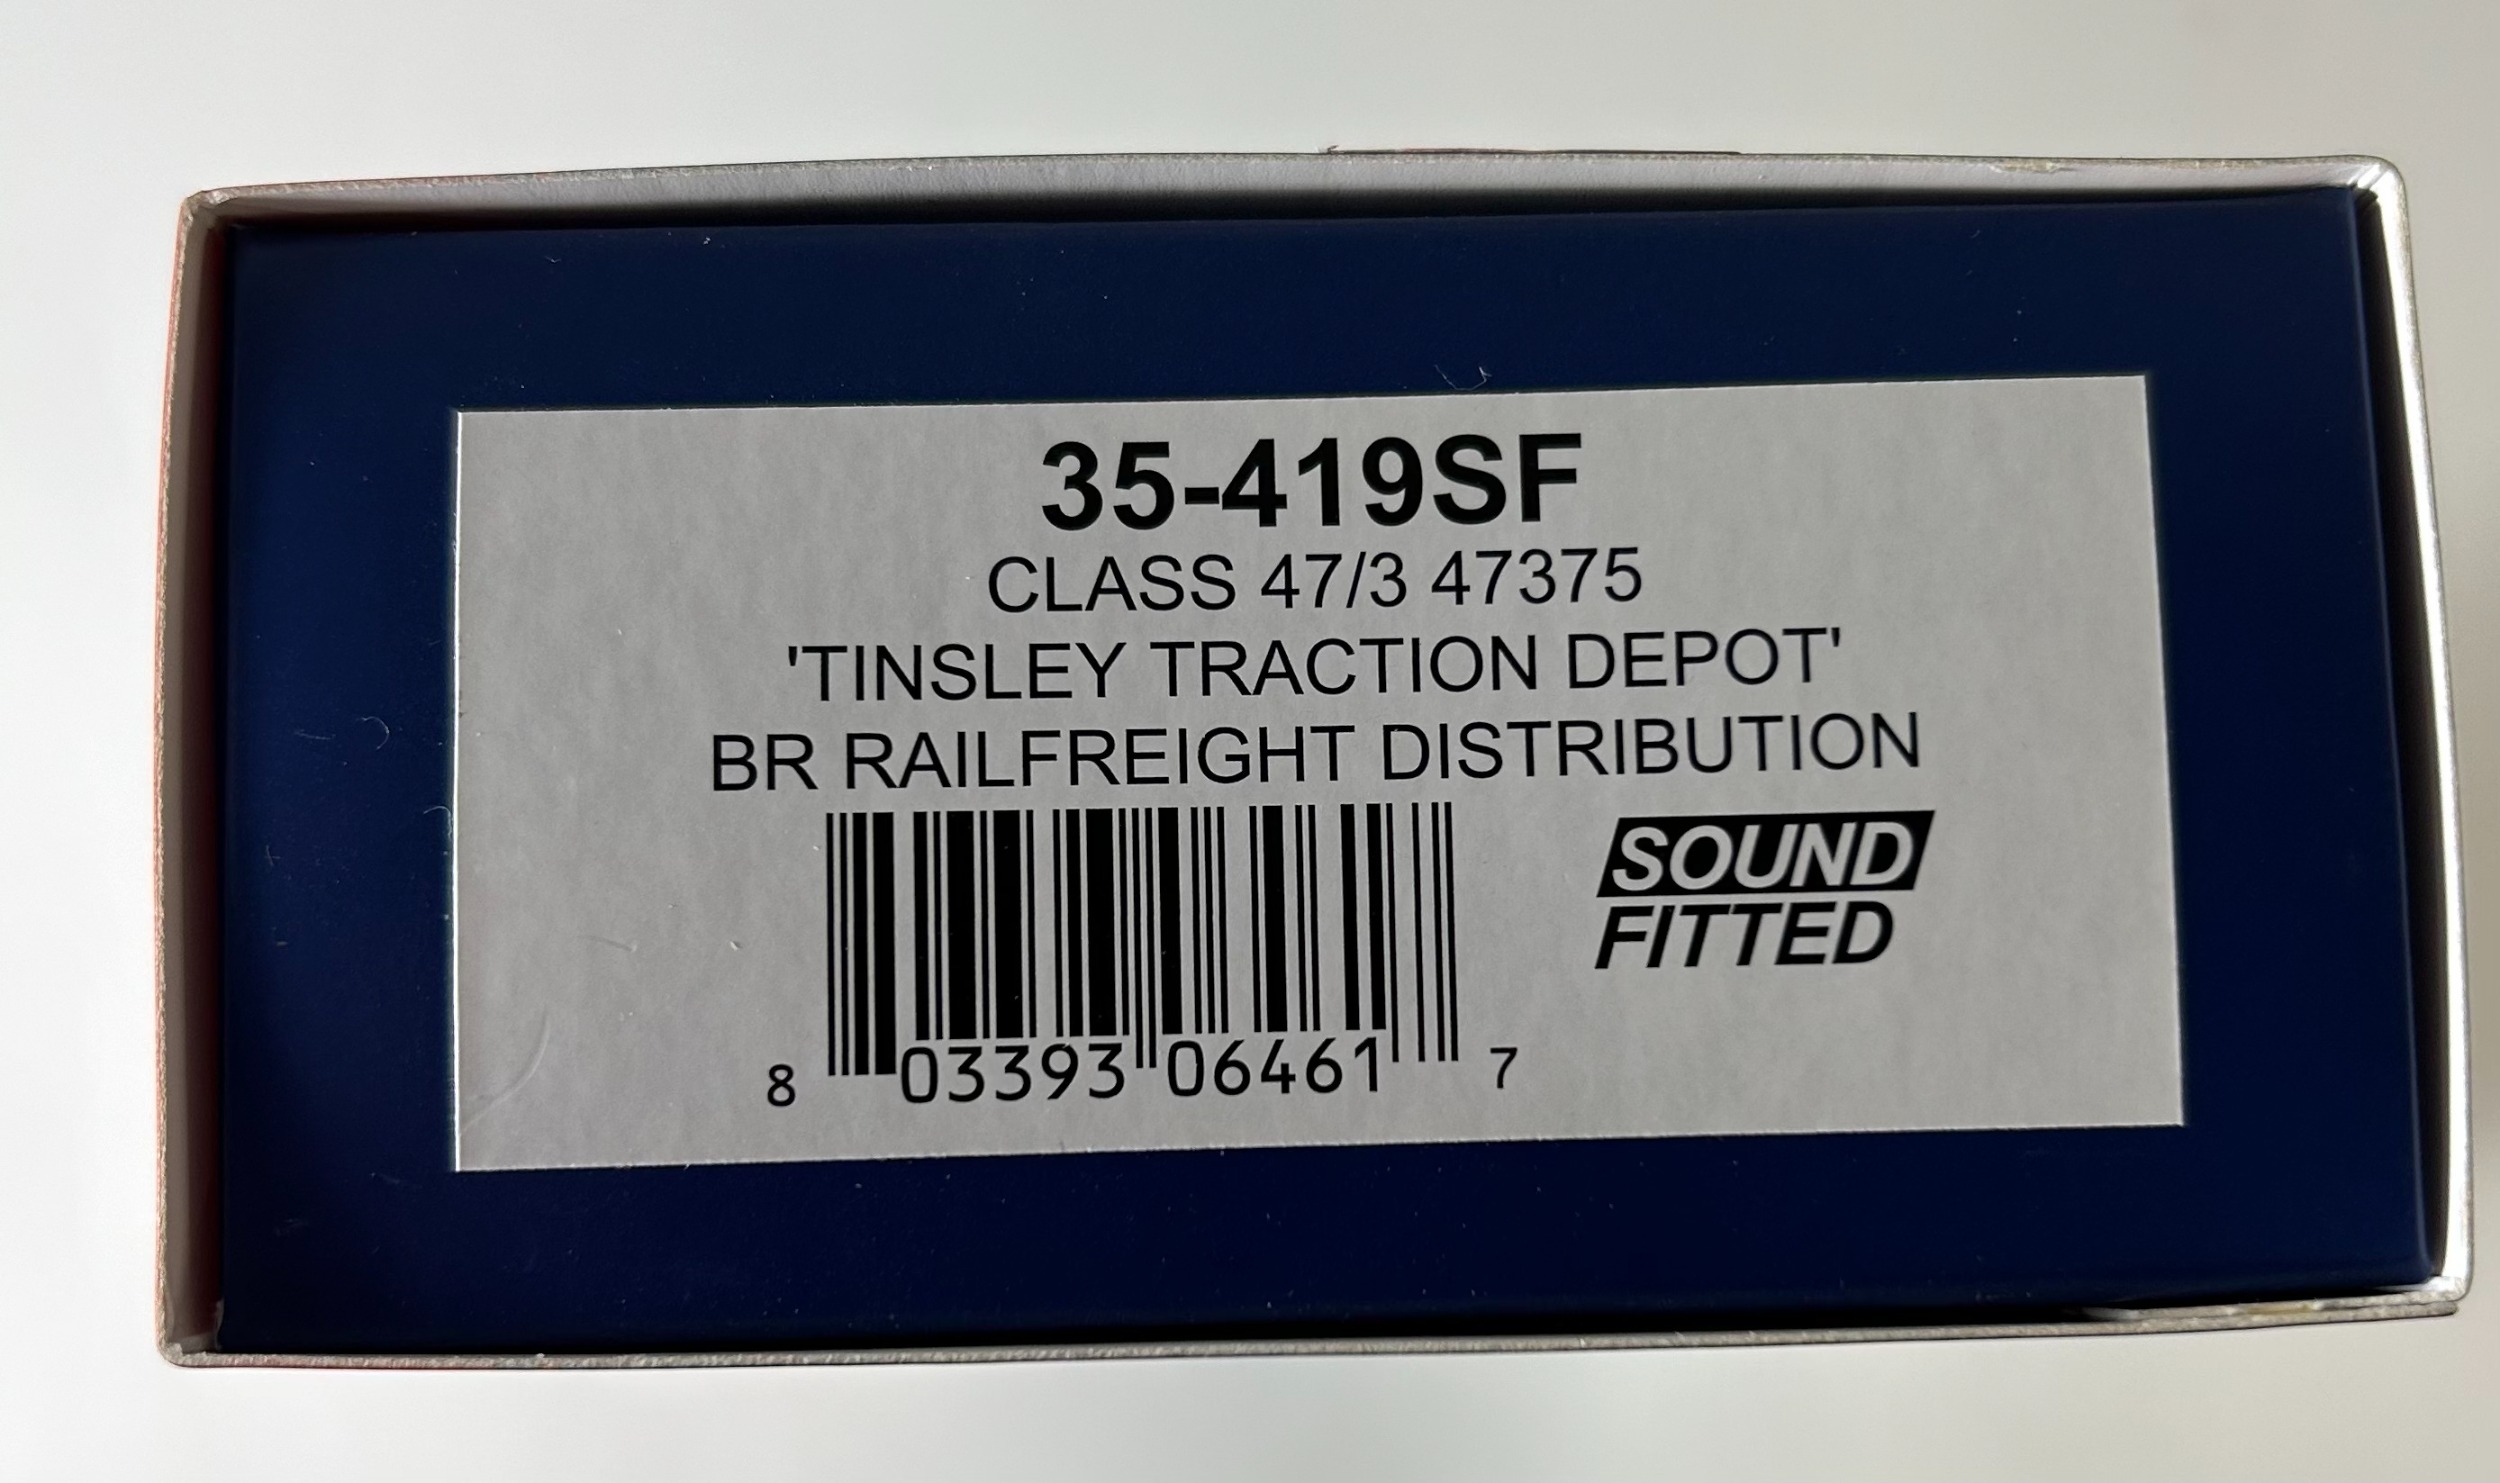 35-419SF
CLASS 47/3 47375
'TINSLEY TRACTION DEPOT'
BR RAILFREIGHT DISTRIBUTION
SOUND
FITTED
8 03393 06461 7